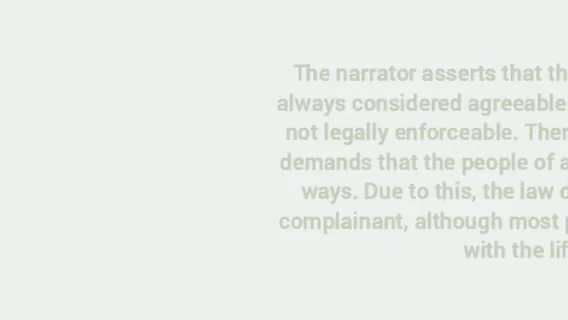 The narrator asserts that th
always considered agreeable
not legally enforceable. Ther
demands that the people of a
ways. Due to this, the law d
complainant, although most p
with the lif